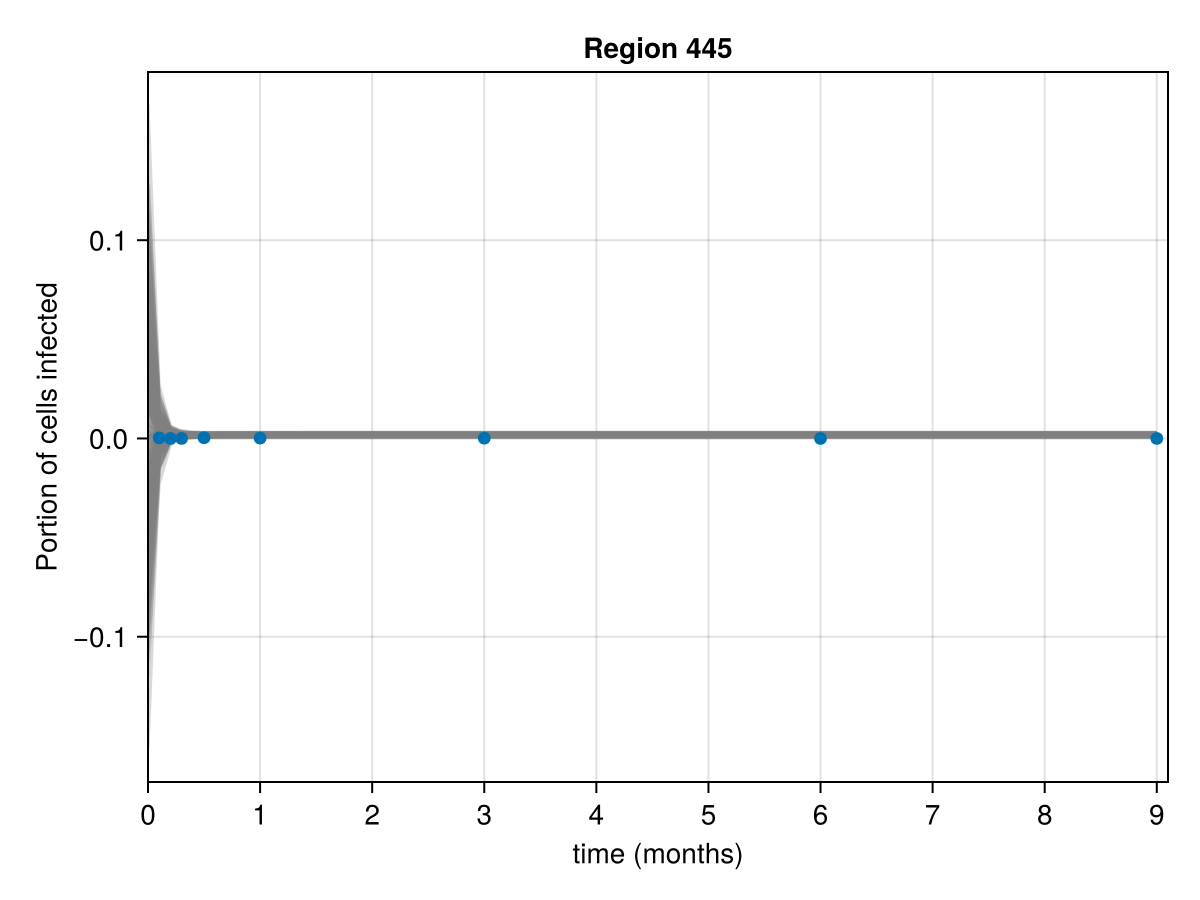 Region 445
Portion of cells infected
0.1
0.0
−0.1
0 1 2 3 4 5 6 7 8 9
time (months)